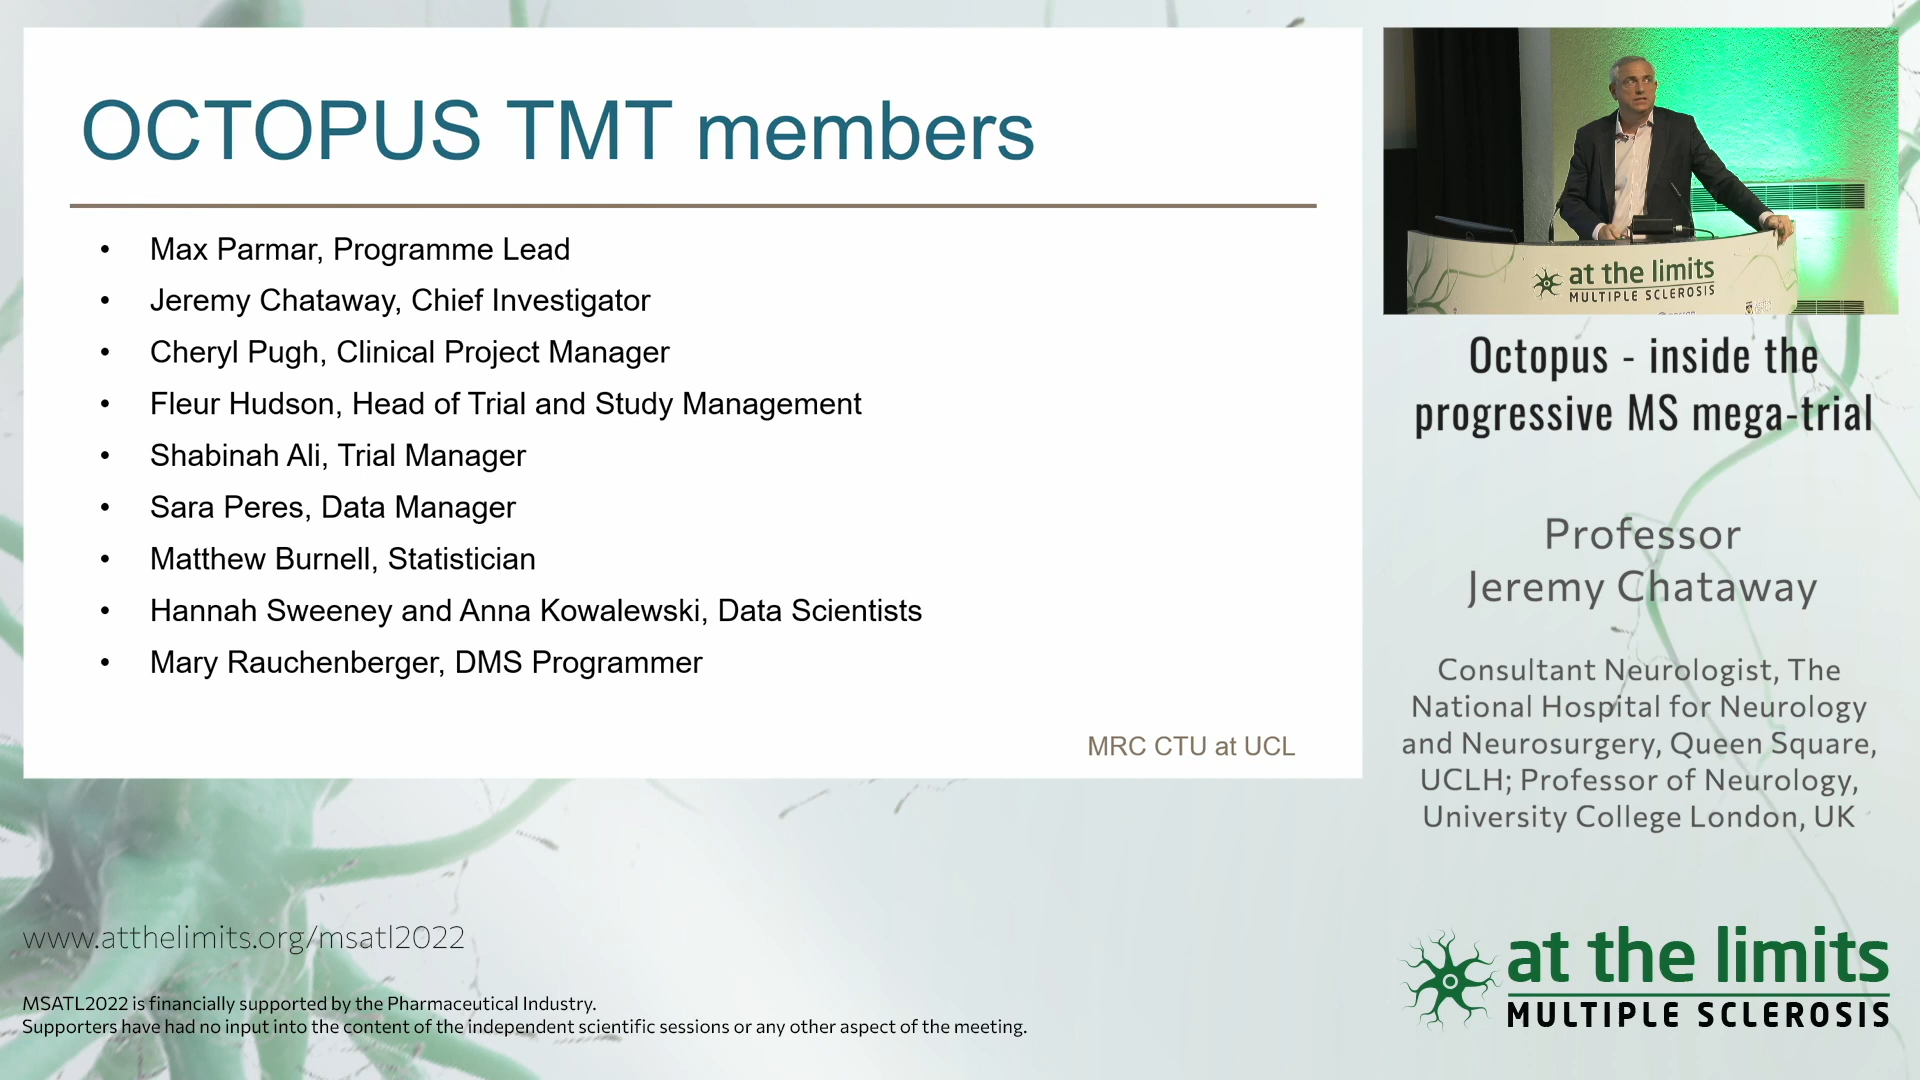 OCTOPUS TMT members
• Max Parmar, Programme Lead
• Jeremy Chataway, Chief Investigator
• Cheryl Pugh, Clinical Project Manager
• Fleur Hudson, Head of Trial and Study Management
• Shabinah Ali, Trial Manager
• Sara Peres, Data Manager
• Matthew Burnell, Statistician
• Hannah Sweeney and Anna Kowalewski, Data Scientists
• Mary Rauchenberger, DMS Programmer
MRC CTU at UCL
at the limits
MULTIPLE SCLEROSIS
Octopus - inside the
progressive MS mega-trial
Professor
Jeremy Chataway
Consultant Neurologist, The
National Hospital for Neurology
and Neurosurgery, Queen Square,
UCLH; Professor of Neurology,
University College London, UK
www.atthelimits.org/msatl2022
MSATL2022 is financially supported by the Pharmaceutical Industry.
Supporters have had no input into the content of the independent scientific sessions or any other aspect of the meeting.
at the limits
MULTIPLE SCLEROSIS